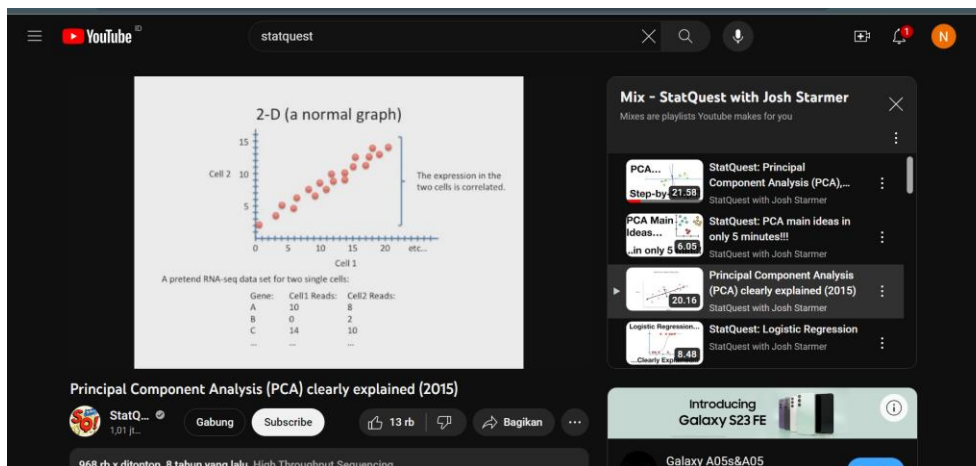 YouTube ID
statquest
1
N
2-D (a normal graph)
15
Cell 2 10
5
0 5 10 15 20 etc...
Cell 1
The expression in the
two cells is correlated.
A pretend RNA-seq data set for two single cells:
Gene: Cell1 Reads: Cell2 Reads:
A 10 8
B 0 2
C 14 10
... ... ...
Principal Component Analysis (PCA) clearly explained (2015)
StatQ...
1,01 jt...
Gabung
Subscribe
13 rb
Bagikan
968 rb x ditonton 8 tahun yang lalu High Throughput Sequencing
Mix - StatQuest with Josh Starmer
Mixes are playlists Youtube makes for you
PCA...
Step-by-
21.58
StatQuest: Principal
Component Analysis (PCA),...
StatQuest with Josh Starmer
PCA Main
Ideas...
..in only 5
6.05
StatQuest: PCA main ideas in
only 5 minutes!!!
StatQuest with Josh Starmer
20.16
Principal Component Analysis
(PCA) clearly explained (2015)
StatQuest with Josh Starmer
Logistic Regression...
...Clearly Exp
8.48
StatQuest: Logistic Regression
StatQuest with Josh Starmer
Introducing
Galaxy S23 FE
Galaxy A05s&A05